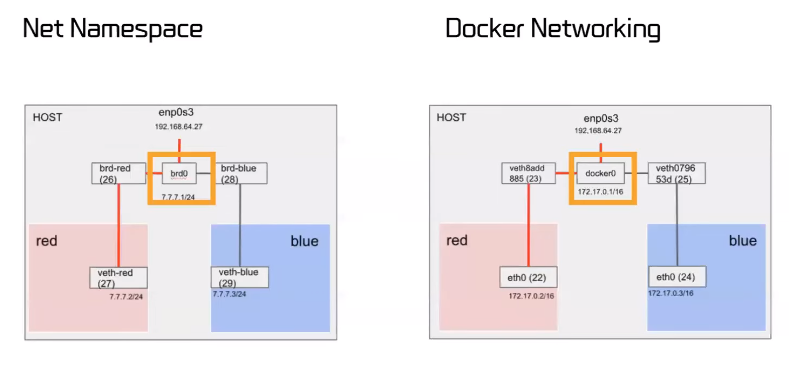 Net Namespace
HOST
enp0s3
192.168.64.27
brd-red
(26)
brd0
brd-blue
(28)
7.7.7.1/24
red
blue
veth-red
(27)
veth-blue
(29)
7.7.7.2/24
7.7.7.3/24
Docker Networking
HOST
enp0s3
192.168.64.27
veth8add
885 (23)
docker0
veth0796
53d (25)
172.17.0.1/16
red
blue
eth0 (22)
eth0 (24)
172.17.0.2/16
172.17.0.3/16